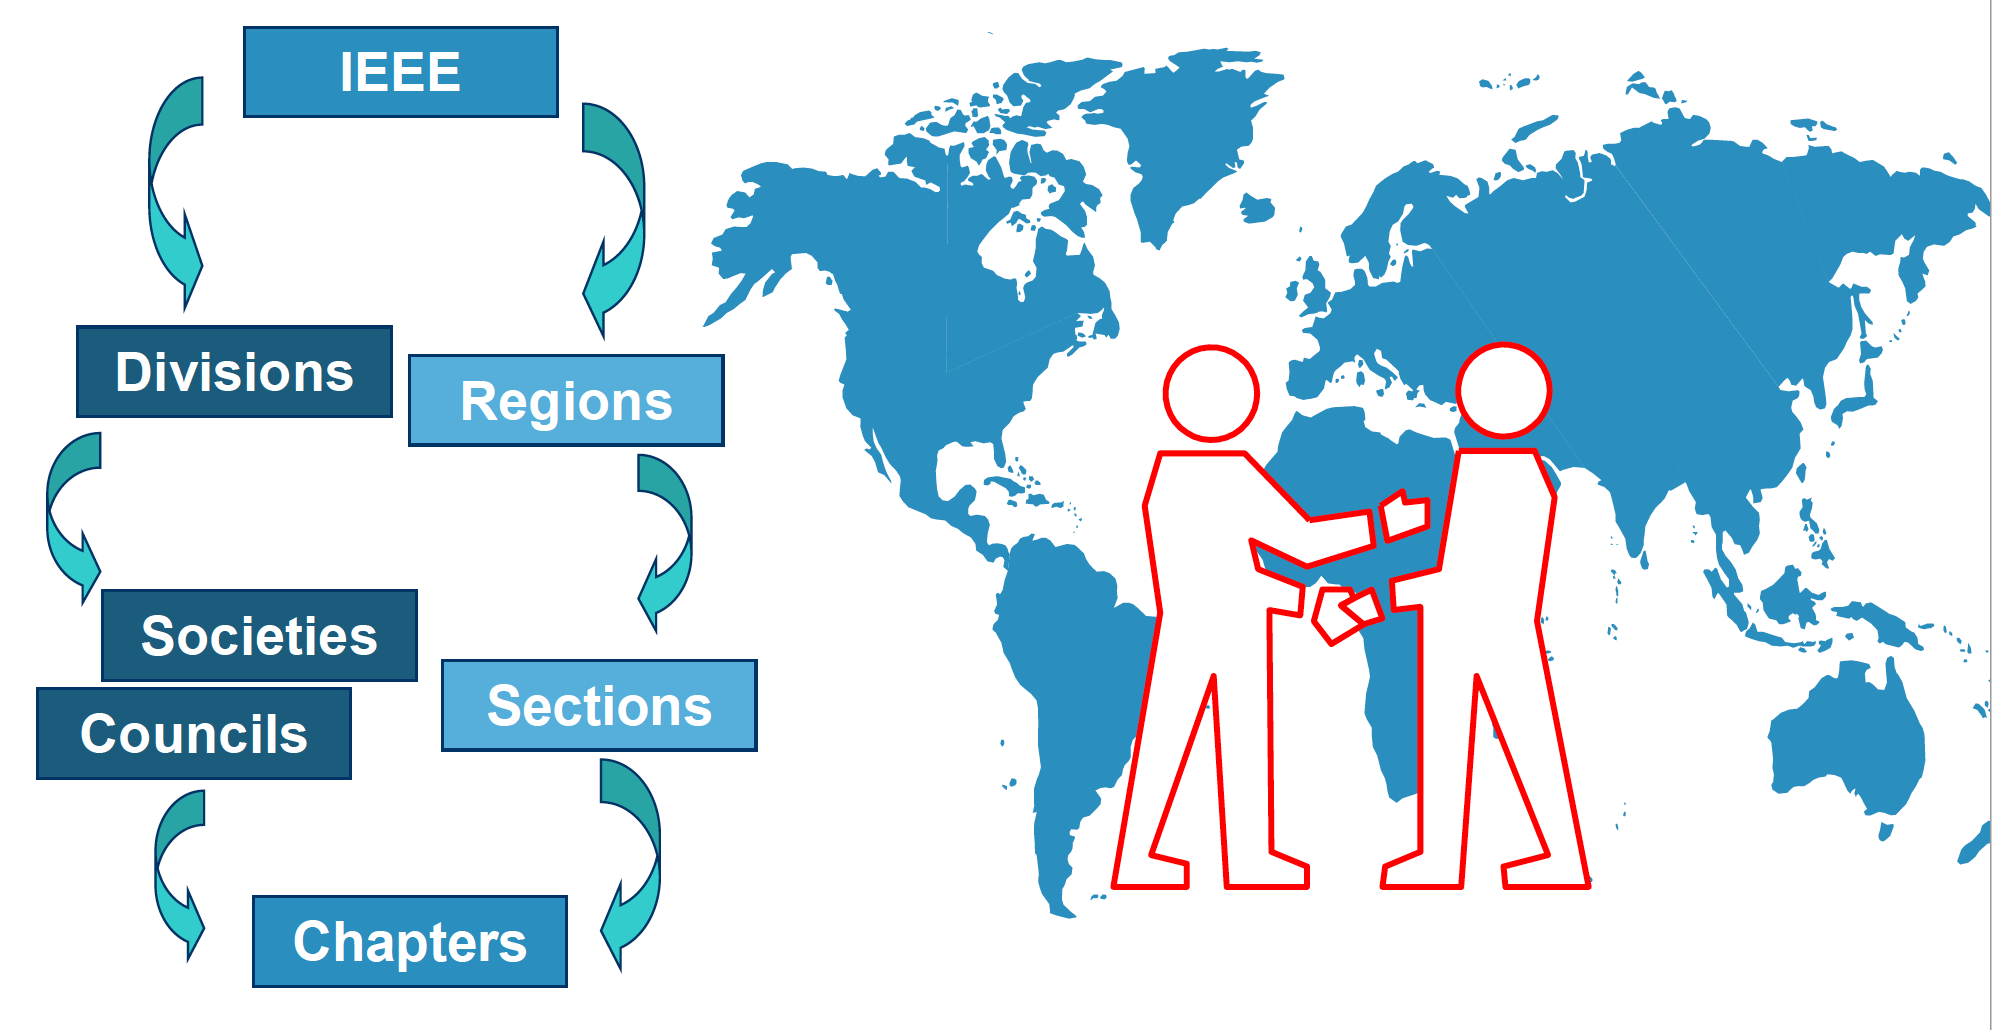 IEEE
Divisions
Regions
Societies
Councils
Sections
Chapters